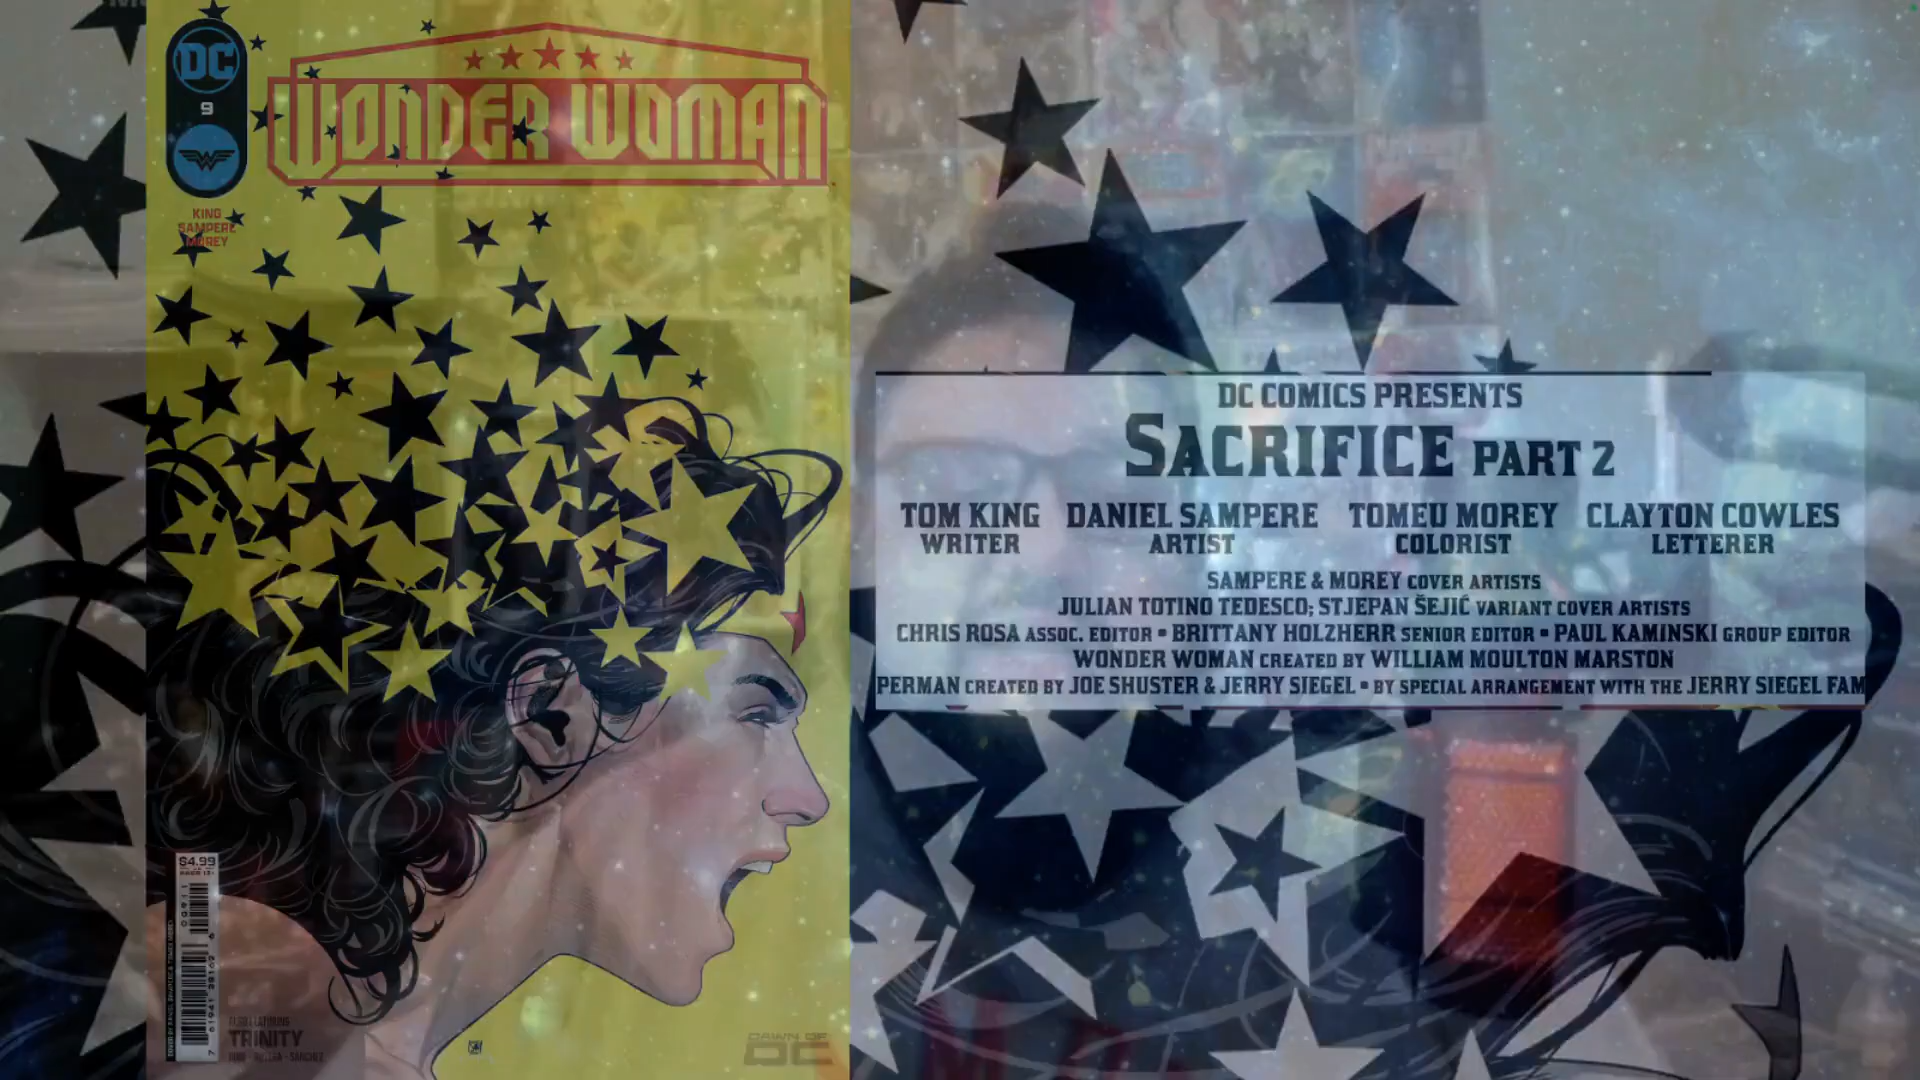 DC
9
WONDER WOMAN
KING
SAMPERE
MOREY
DC COMICS PRESENTS
SACRIFICE PART 2
TOM KING DANIEL SAMPERE TOMEU MOREY CLAYTON COWLES
WRITER ARTIST COLORIST LETTERER
SAMPERE & MOREY COVER ARTISTS
JULIAN TOTINO TEDESCO; STJEPAN ŠEJIĆ VARIANT COVER ARTISTS
CHRIS ROSA ASSOC. EDITOR • BRITTANY HOLZHERR SENIOR EDITOR • PAUL KAMINSKI GROUP EDITOR
WONDER WOMAN CREATED BY WILLIAM MOULTON MARSTON
PERMAN CREATED BY JOE SHUSTER & JERRY SIEGEL • BY SPECIAL ARRANGEMENT WITH THE JERRY SIEGEL FAM
$4.99
TRINITY
DAWN OF
DC